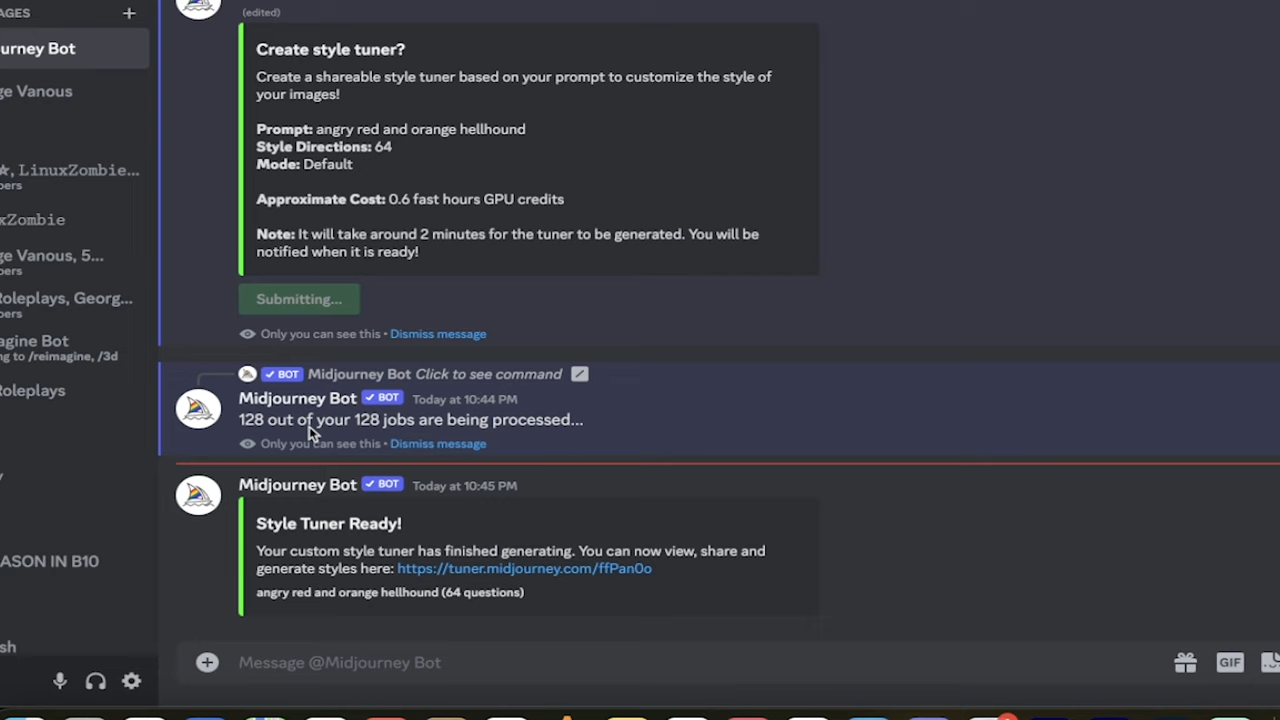 AGES +
(edited)
urney Bot
Create style tuner?
Create a shareable style tuner based on your prompt to customize the style of
your images!
ge Vanous
Prompt: angry red and orange hellhound
Style Directions: 64
Mode: Default
★, LinuxZombie...
bers
Approximate Cost: 0.6 fast hours GPU credits
xZombie
Note: It will take around 2 minutes for the tuner to be generated. You will be
notified when it is ready!
ge Vanous, 5...
bers
Roleplays, Georg...
bers
Submitting...
Only you can see this • Dismiss message
agine Bot
ng to /reimagine, /3d
✓ BOT Midjourney Bot Click to see command
Roleplays
Midjourney Bot ✓ BOT Today at 10:44 PM
128 out of your 128 jobs are being processed...
Only you can see this • Dismiss message
Midjourney Bot ✓ BOT Today at 10:45 PM
Style Tuner Ready!
Your custom style tuner has finished generating. You can now view, share and
generate styles here: https://tuner.midjourney.com/ffPan0o
ASON IN B10
angry red and orange hellhound (64 questions)
sh
Message @Midjourney Bot
GIF